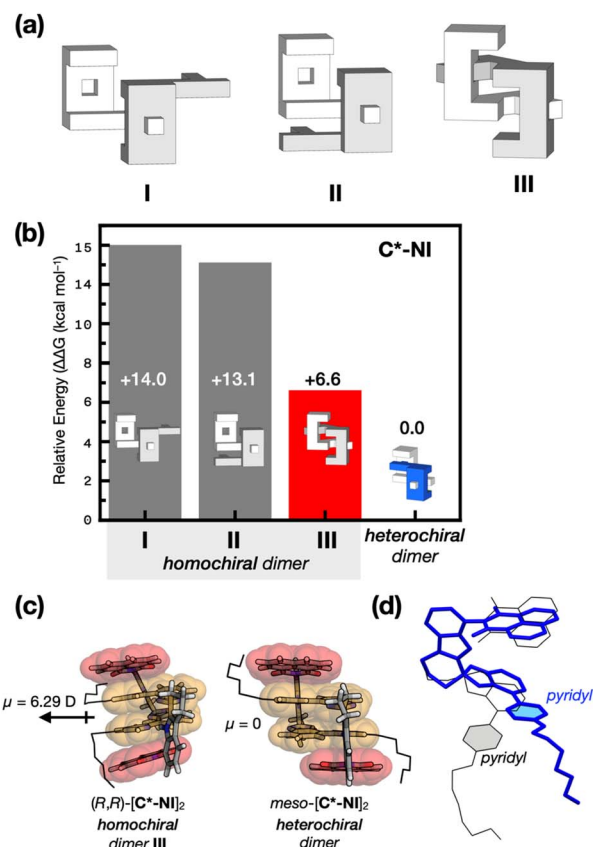 (a)
I
II
III
(b)
C*-NI
Relative Energy (ΔΔG (kcal mol⁻¹)
15
14
12
10
8
6
4
2
0
+14.0
+13.1
+6.6
0.0
I
II
III
heterochiral
dimer
homochiral dimer
(c)
μ = 6.29 D
μ = 0
(R,R)-[C*-NI]₂
homochiral
dimer III
meso-[C*-NI]₂
heterochiral
dimer
(d)
pyridyl
pyridyl